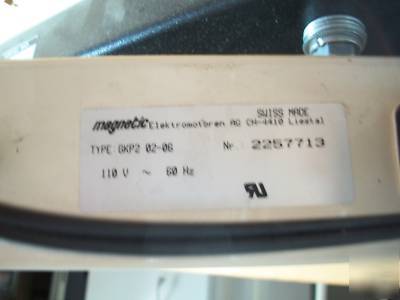 SWISS MADE
magnetic Elektromotoren AG CH-4410 Liestal
TYPE: GKP2 02-06 Nr. 2257713
110 V ~ 60 Hz